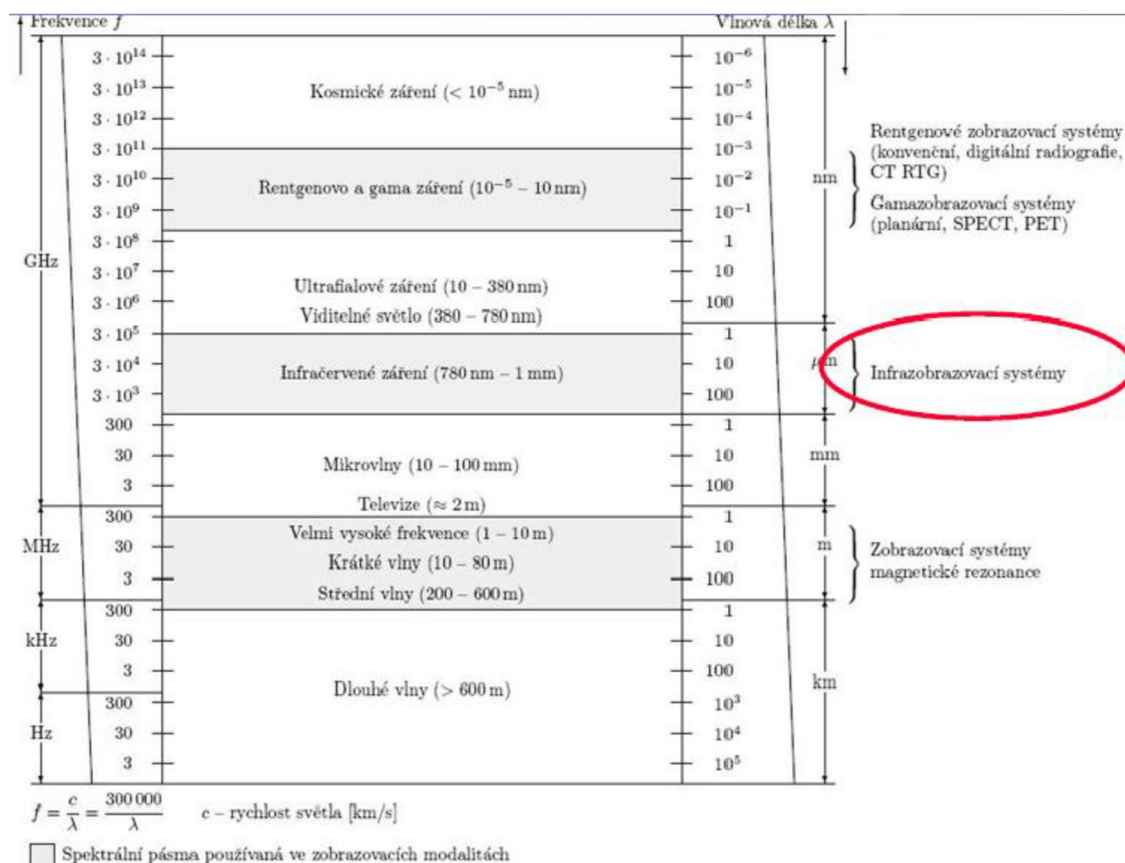 Frekvence f
Vlnová délka λ
3 · 10¹⁴
3 · 10¹³
3 · 10¹²
3 · 10¹¹
3 · 10¹⁰
3 · 10⁹
3 · 10⁸
3 · 10⁷
3 · 10⁶
3 · 10⁵
3 · 10⁴
3 · 10³
300
30
3
300
30
3
300
30
3
300
30
3
GHz
MHz
kHz
Hz
Kosmické záření (< 10⁻⁵ nm)
Rentgenovo a gama záření (10⁻⁵ – 10 nm)
Ultrafialové záření (10 – 380 nm)
Viditelné světlo (380 – 780 nm)
Infračervené záření (780 nm – 1 mm)
Mikrovlny (10 – 100 mm)
Televize (≈ 2 m)
Velmi vysoké frekvence (1 – 10 m)
Krátké vlny (10 – 80 m)
Střední vlny (200 – 600 m)
Dlouhé vlny (> 600 m)
10⁻⁶
10⁻⁵
10⁻⁴
10⁻³
10⁻²
10⁻¹
1
10
100
1
10
100
1
10
100
1
10
100
1
10
100
10³
10⁴
10⁵
nm
μm
mm
m
km
Rentgenové zobrazovací systémy
(konvenční, digitální radiografie,
CT RTG)
Gamazobrazovací systémy
(planární, SPECT, PET)
Infrazobrazovací systémy
Zobrazovací systémy
magnetické rezonance
f = c/λ = 300 000/λ c – rychlost světla [km/s]
Spektrální pásma používaná ve zobrazovacích modalitách